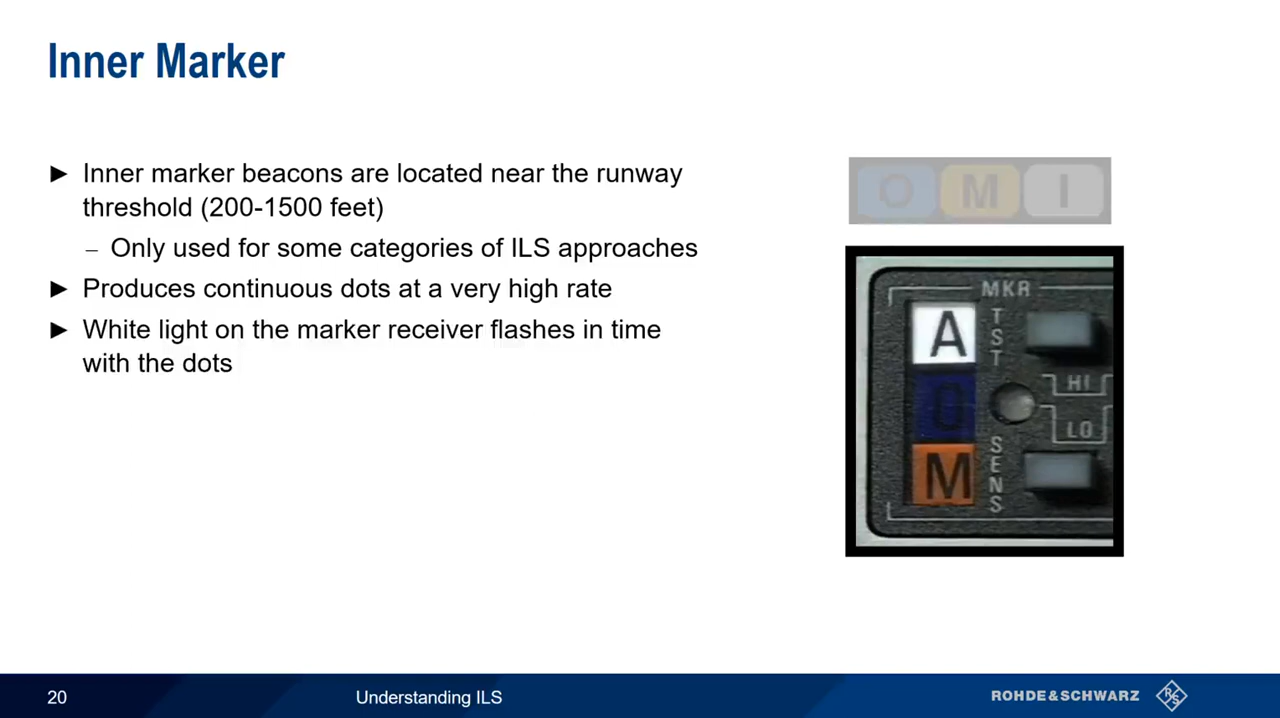 Inner Marker
► Inner marker beacons are located near the runway
threshold (200-1500 feet)
– Only used for some categories of ILS approaches
► Produces continuous dots at a very high rate
► White light on the marker receiver flashes in time
with the dots
O M I
MKR
A
O
M
TST
HI
LO
SENS
20
Understanding ILS
ROHDE&SCHWARZ
R&S